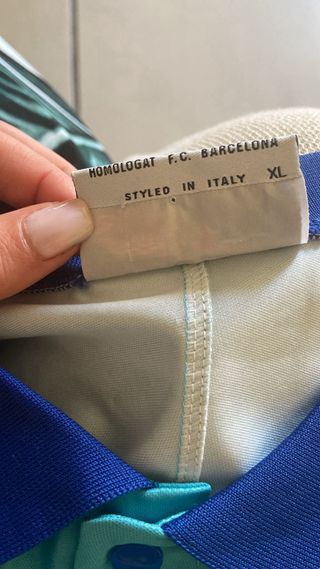 HOMOLOGAT F.C. BARCELONA
STYLED IN ITALY XL